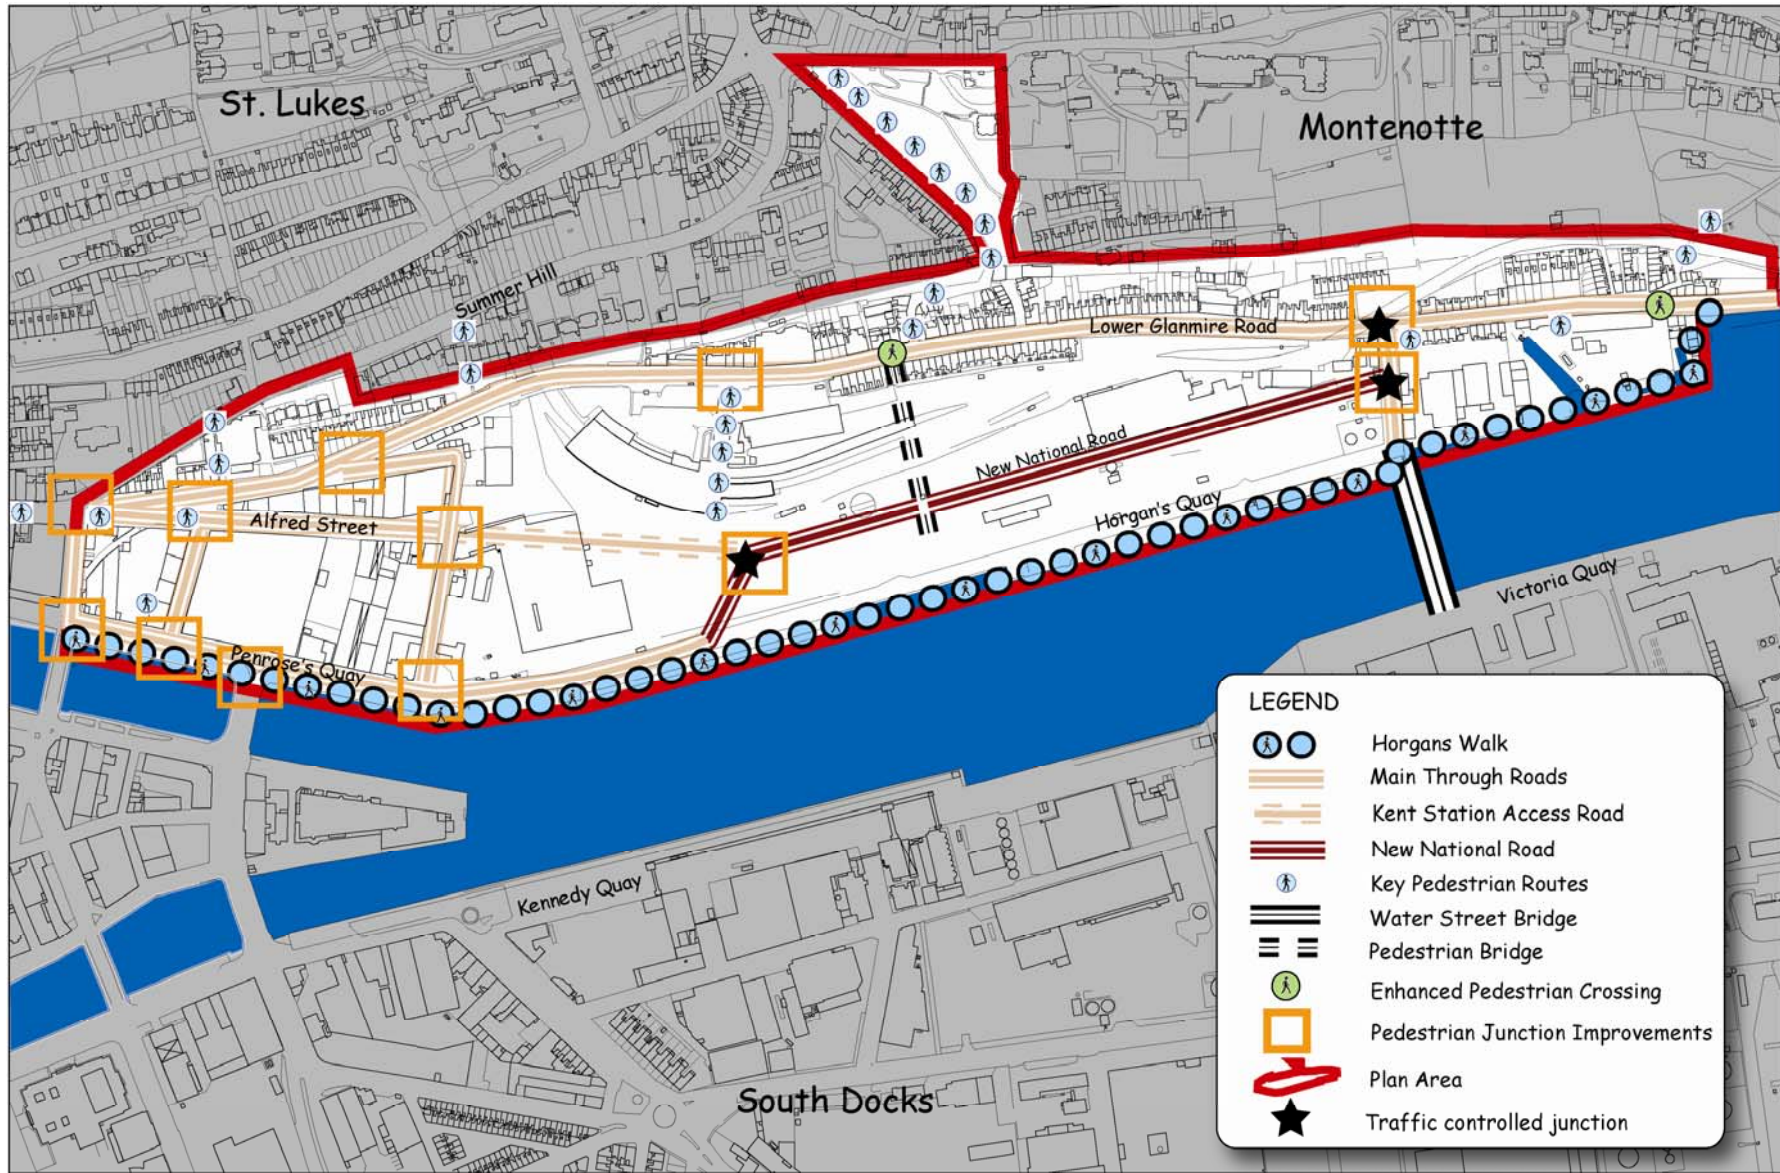 St. Lukes
Montenotte
Summer Hill
Lower Glanmire Road
New National Road
Alfred Street
Horgan's Quay
Penrose's Quay
Victoria Quay
Kennedy Quay
South Docks
LEGEND
Horgans Walk
Main Through Roads
Kent Station Access Road
New National Road
Key Pedestrian Routes
Water Street Bridge
Pedestrian Bridge
Enhanced Pedestrian Crossing
Pedestrian Junction Improvements
Plan Area
Traffic controlled junction